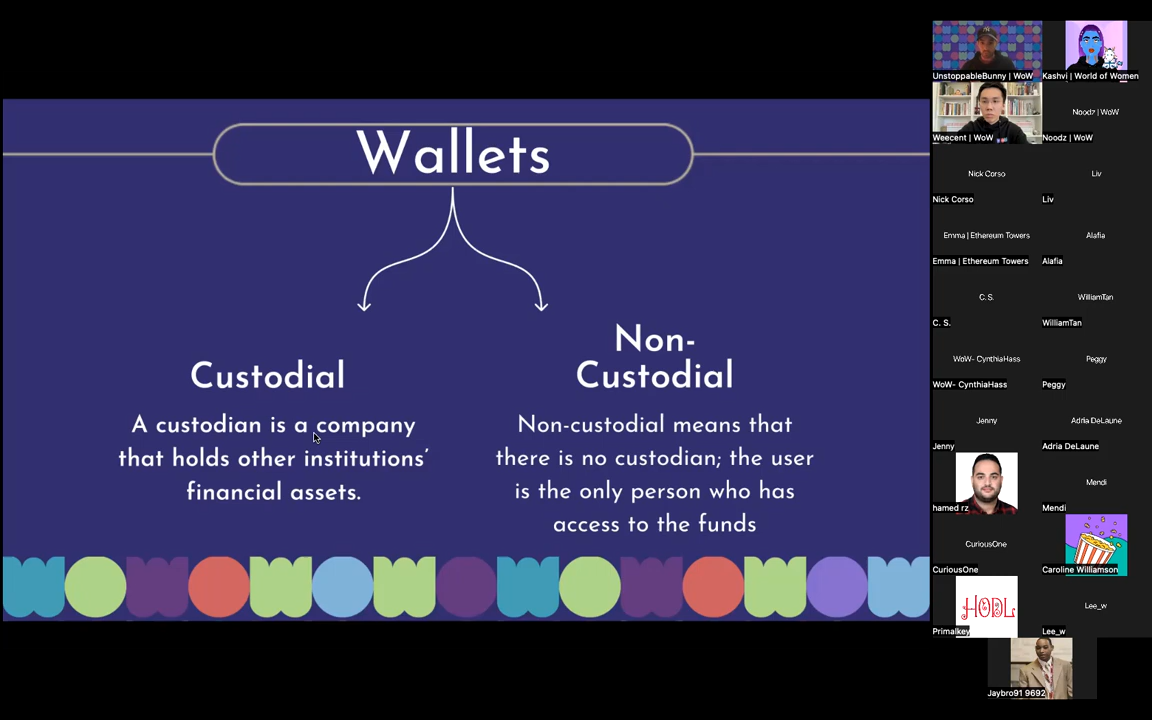 Wallets
Custodial
A custodian is a company
that holds other institutions’
financial assets.
Non-
Custodial
Non-custodial means that
there is no custodian; the user
is the only person who has
access to the funds
UnstoppableBunny | WoW
Kashvi | World of Women
Weecent | WoW
Noodz | WoW
Noodz | WoW
Nick Corso
Nick Corso
Liv
Liv
Emma | Ethereum Towers
Emma | Ethereum Towers
Alafia
Alafia
C. S.
C. S.
WilliamTan
WilliamTan
WoW- CynthiaHass
WoW- CynthiaHass
Peggy
Peggy
Jenny
Jenny
Adria DeLaune
Adria DeLaune
hamed rz
Mendi
Mendi
CuriousOne
CuriousOne
Caroline Williamson
HODL
Primalkey
Lee_w
Lee_w
Jaybro91 9692